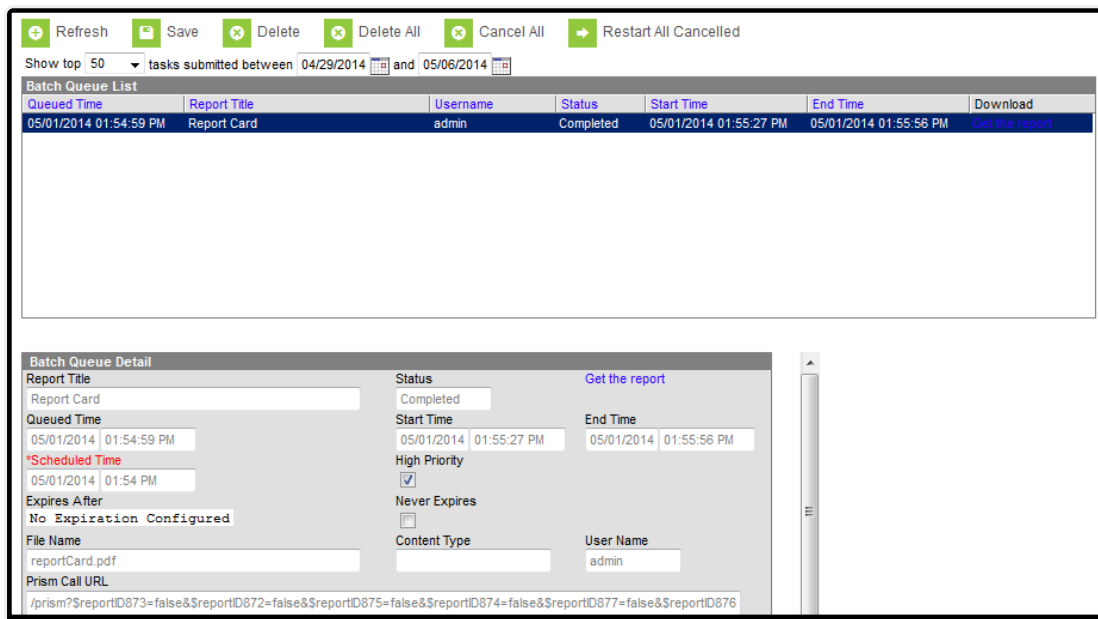 Refresh Save Delete Delete All Cancel All Restart All Cancelled
Show top 50 tasks submitted between 04/29/2014 and 05/06/2014
Batch Queue List
Queued Time Report Title Username Status Start Time End Time Download
05/01/2014 01:54:59 PM Report Card admin Completed 05/01/2014 01:55:27 PM 05/01/2014 01:55:56 PM Get the report
Batch Queue Detail
Report Title Status Get the report
Report Card Completed
Queued Time Start Time End Time
05/01/2014 01:54:59 PM 05/01/2014 01:55:27 PM 05/01/2014 01:55:56 PM
*Scheduled Time High Priority
05/01/2014 01:54 PM
Expires After Never Expires
No Expiration Configured
File Name Content Type User Name
reportCard.pdf admin
Prism Call URL
/prism?$reportID873=false&$reportID872=false&$reportID875=false&$reportID874=false&$reportID877=false&$reportID876